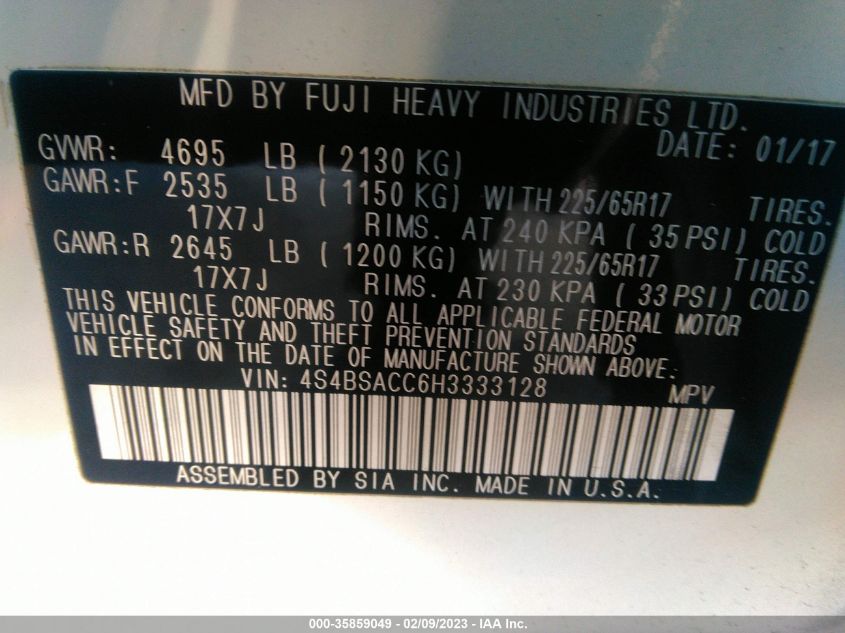 MFD BY FUJI HEAVY INDUSTRIES LTD.
DATE: 01/17
GVWR: 4695 LB ( 2130 KG)
GAWR:F 2535 LB ( 1150 KG) WITH 225/65R17 TIRES.
17X7J RIMS. AT 240 KPA ( 35 PSI) COLD
GAWR:R 2645 LB ( 1200 KG) WITH 225/65R17 TIRES.
17X7J RIMS. AT 230 KPA ( 33 PSI) COLD
THIS VEHICLE CONFORMS TO ALL APPLICABLE FEDERAL MOTOR
VEHICLE SAFETY AND THEFT PREVENTION STANDARDS
IN EFFECT ON THE DATE OF MANUFACTURE SHOWN ABOVE:
VIN: 4S4BSACC6H3333128 MPV
ASSEMBLED BY SIA INC. MADE IN U.S.A.
000-35859049 - 02/09/2023 - IAA Inc.